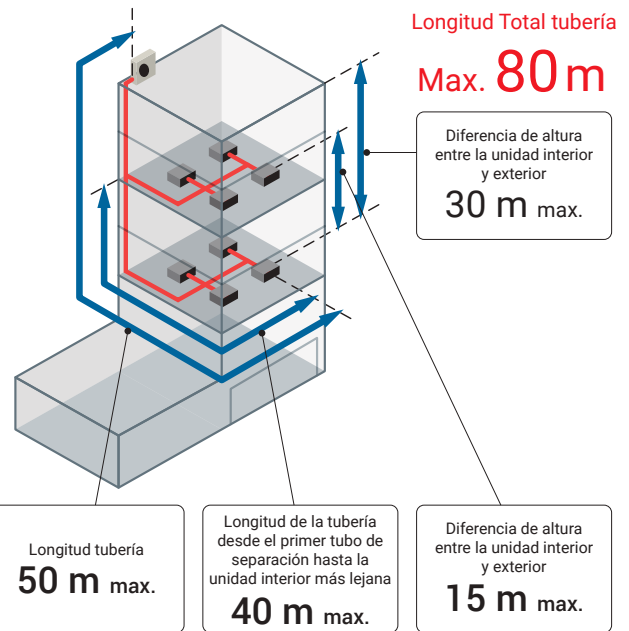 Longitud Total tubería
Max. 80 m
Diferencia de altura
entre la unidad interior
y exterior
30 m max.
Longitud tubería
50 m max.
Longitud de la tubería
desde el primer tubo de
separación hasta la
unidad interior más lejana
40 m max.
Diferencia de altura
entre la unidad interior
y exterior
15 m max.